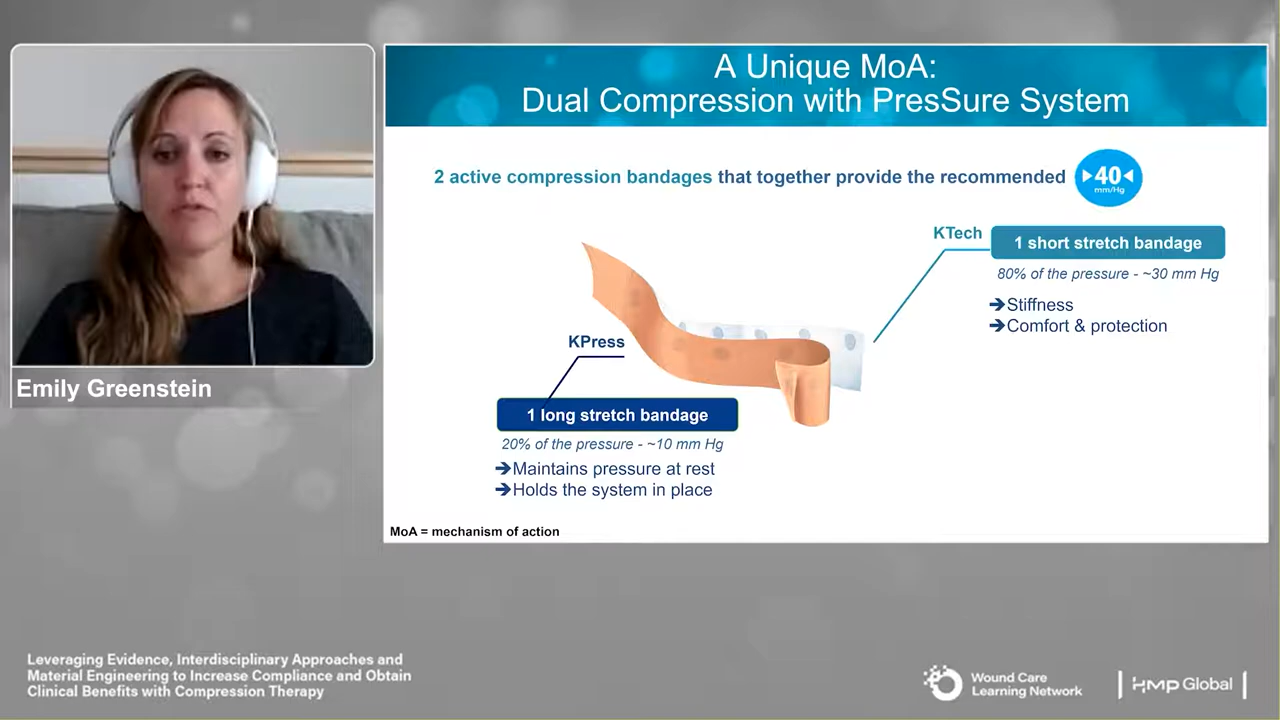 A Unique MoA:
Dual Compression with PresSure System
2 active compression bandages that together provide the recommended
40
mm/Hg
KTech
1 short stretch bandage
80% of the pressure - ~30 mm Hg
➔Stiffness
➔Comfort & protection
KPress
1 long stretch bandage
20% of the pressure - ~10 mm Hg
➔Maintains pressure at rest
➔Holds the system in place
MoA = mechanism of action
Emily Greenstein
Leveraging Evidence, Interdisciplinary Approaches and
Material Engineering to Increase Compliance and Obtain
Clinical Benefits with Compression Therapy
Wound Care
Learning Network
HMP Global